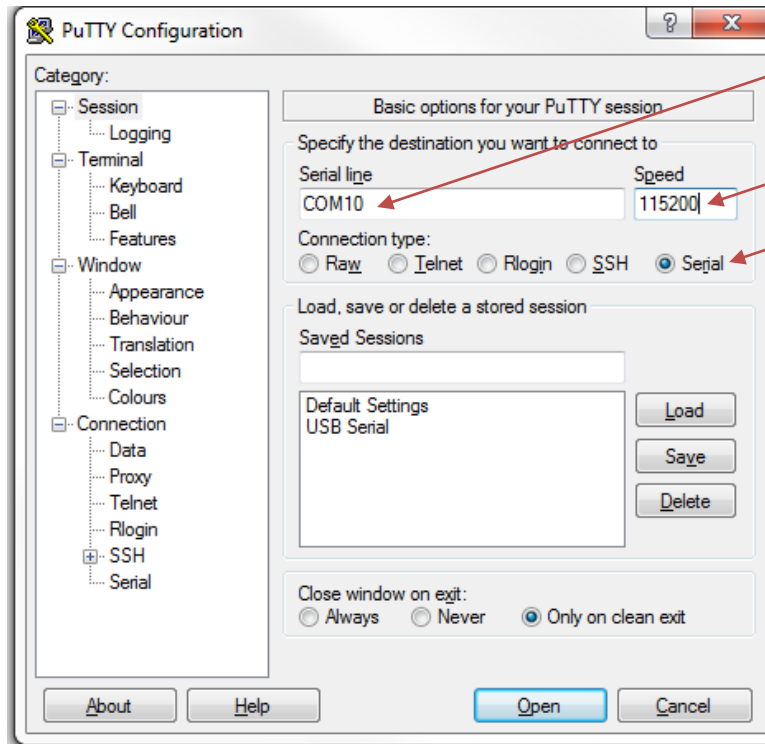 PuTTY Configuration
Category:
Session
Logging
Terminal
Keyboard
Bell
Features
Window
Appearance
Behaviour
Translation
Selection
Colours
Connection
Data
Proxy
Telnet
Rlogin
SSH
Serial
Basic options for your PuTTY session
Specify the destination you want to connect to
Serial line Speed
COM10 115200
Connection type:
Raw Telnet Rlogin SSH Serial
Load, save or delete a stored session
Saved Sessions
Default Settings
USB Serial
Load
Save
Delete
Close window on exit:
Always Never Only on clean exit
About Help Open Cancel